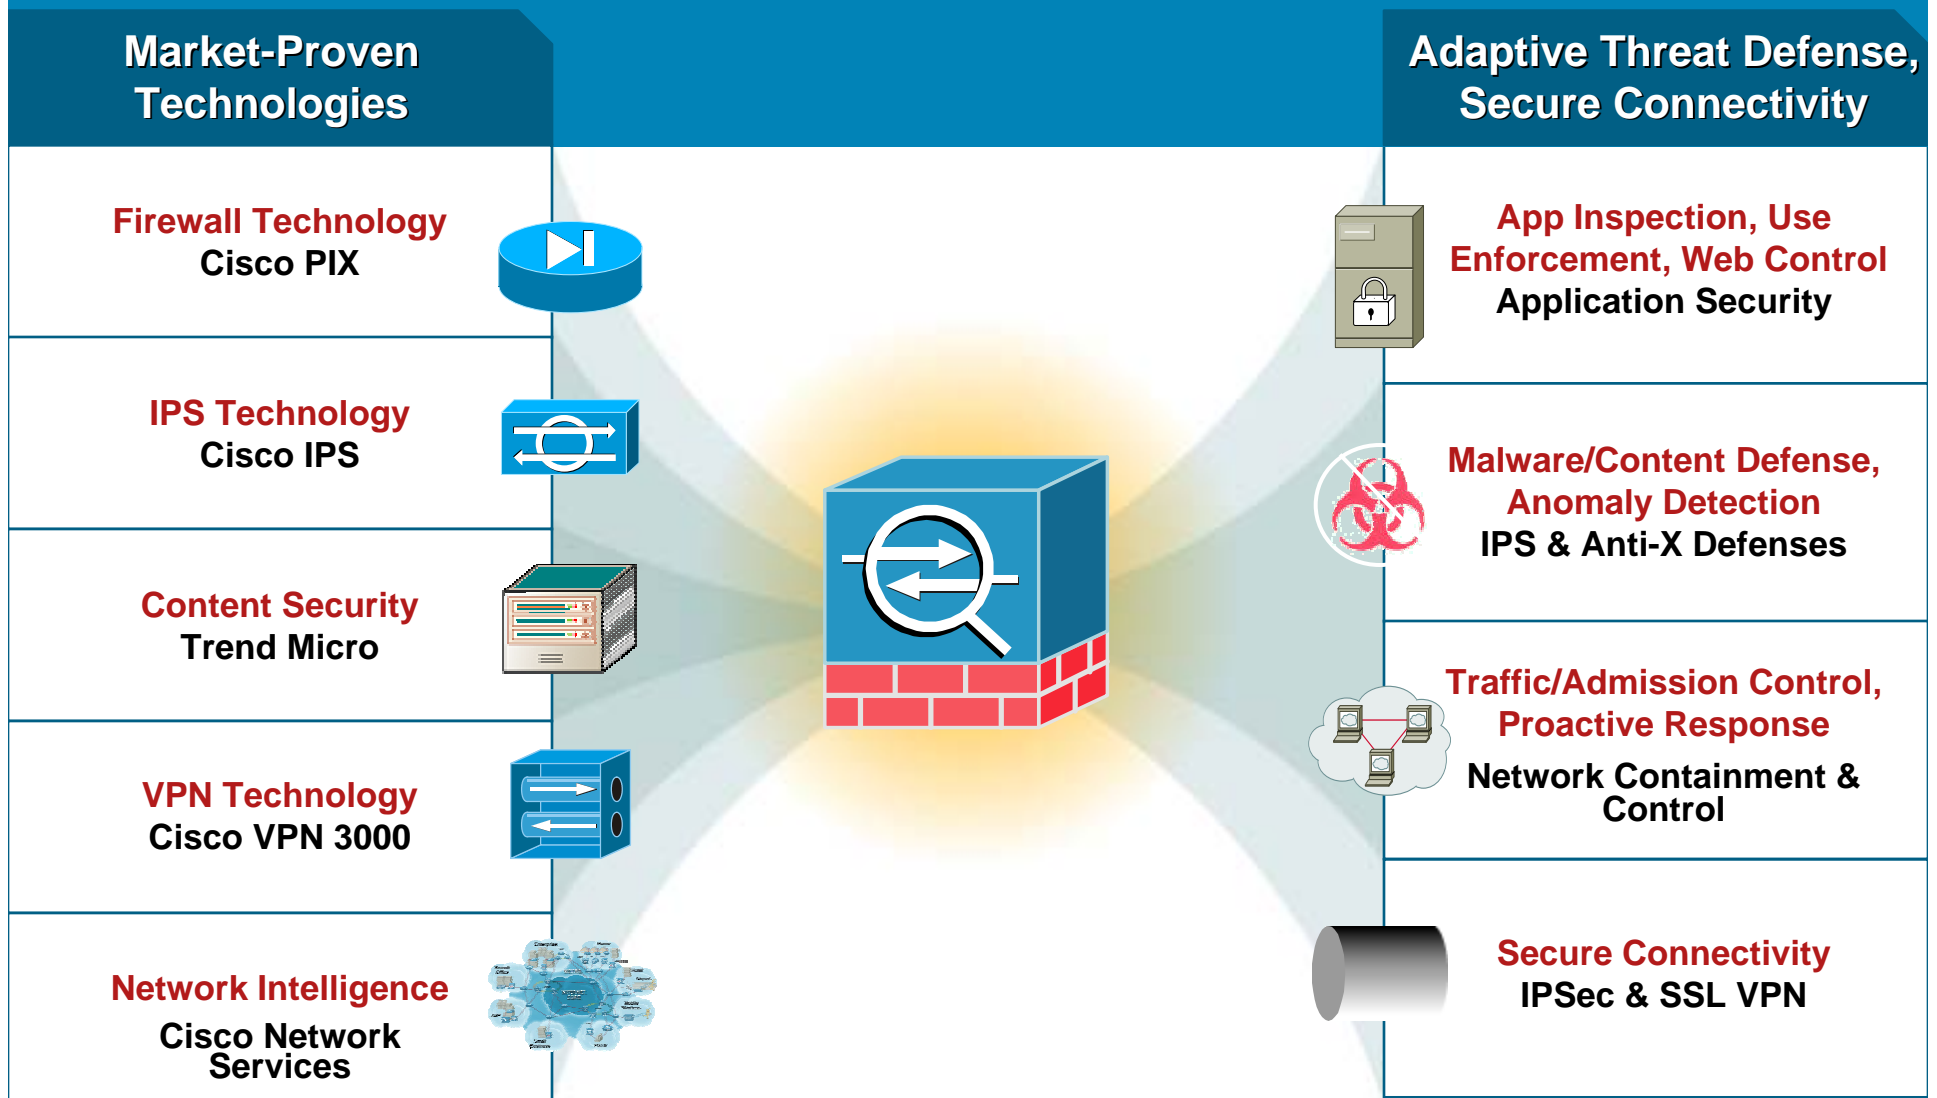 Market-Proven
Technologies
Firewall Technology
Cisco PIX
IPS Technology
Cisco IPS
Content Security
Trend Micro
VPN Technology
Cisco VPN 3000
Network Intelligence
Cisco Network
Services
Adaptive Threat Defense,
Secure Connectivity
App Inspection, Use
Enforcement, Web Control
Application Security
Malware/Content Defense,
Anomaly Detection
IPS & Anti-X Defenses
Traffic/Admission Control,
Proactive Response
Network Containment &
Control
Secure Connectivity
IPSec & SSL VPN